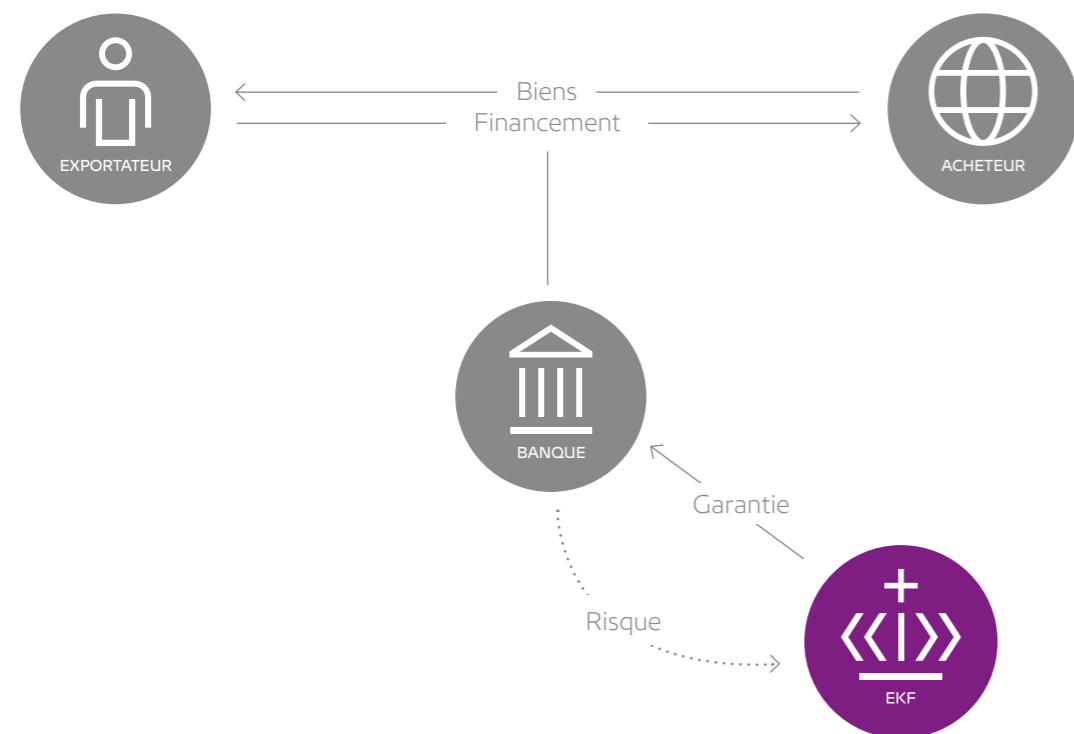 Biens
Financement
EXPORTATEUR
ACHETEUR
BANQUE
Garantie
Risque
EKF